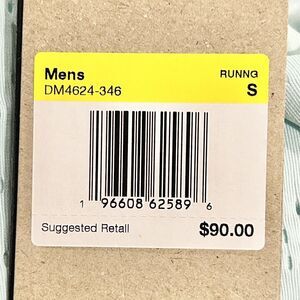 Mens RUNNG
DM4624-346 S
1 96608 62589 6
Suggested Retail $90.00